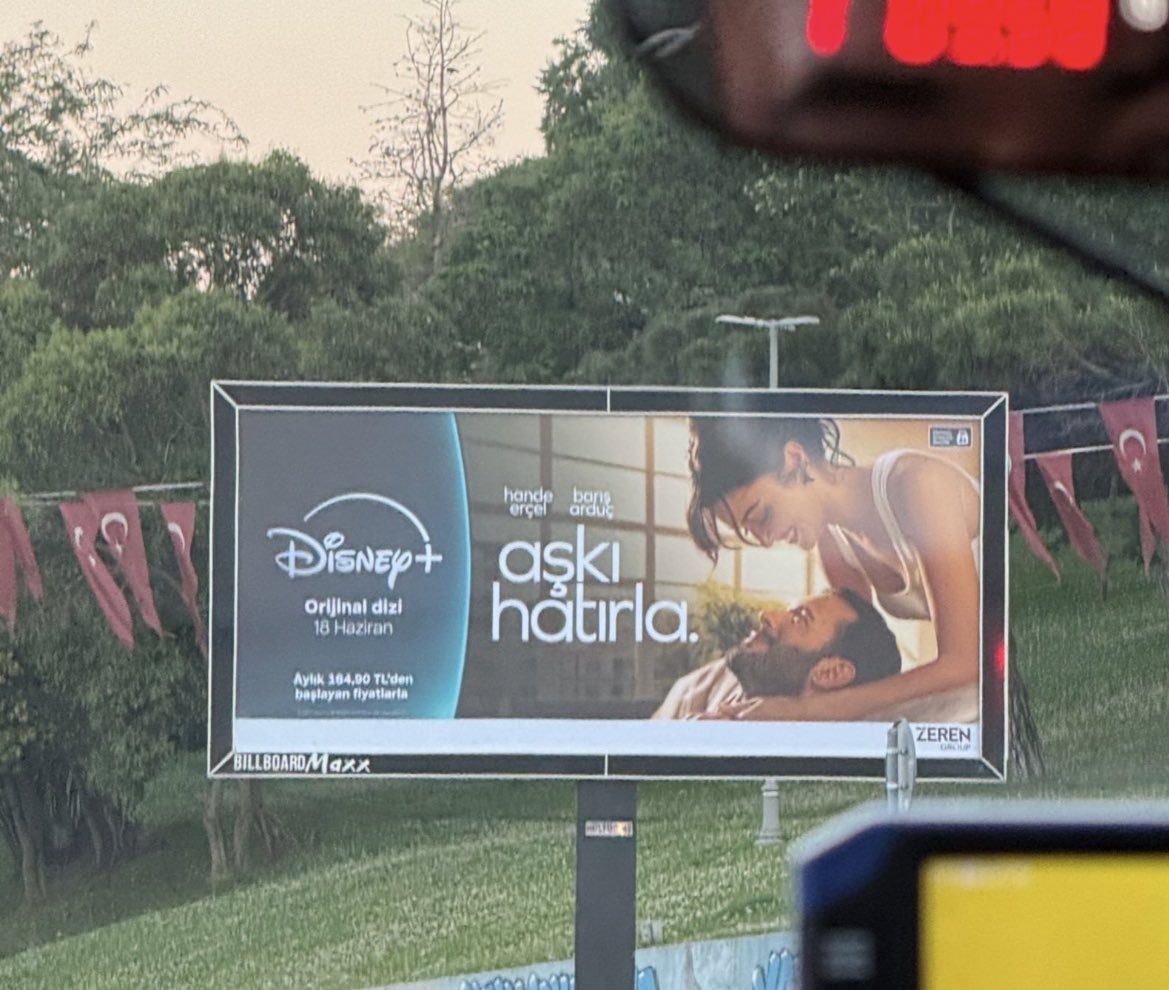 Disney+
Orijinal dizi
18 Haziran
Aylık 164,90 TL'den
başlayan fiyatlarla
hande barış
erçel arduç
aşkı
hatırla.
ZEREN
GROUP
BILLBOARDMaxx